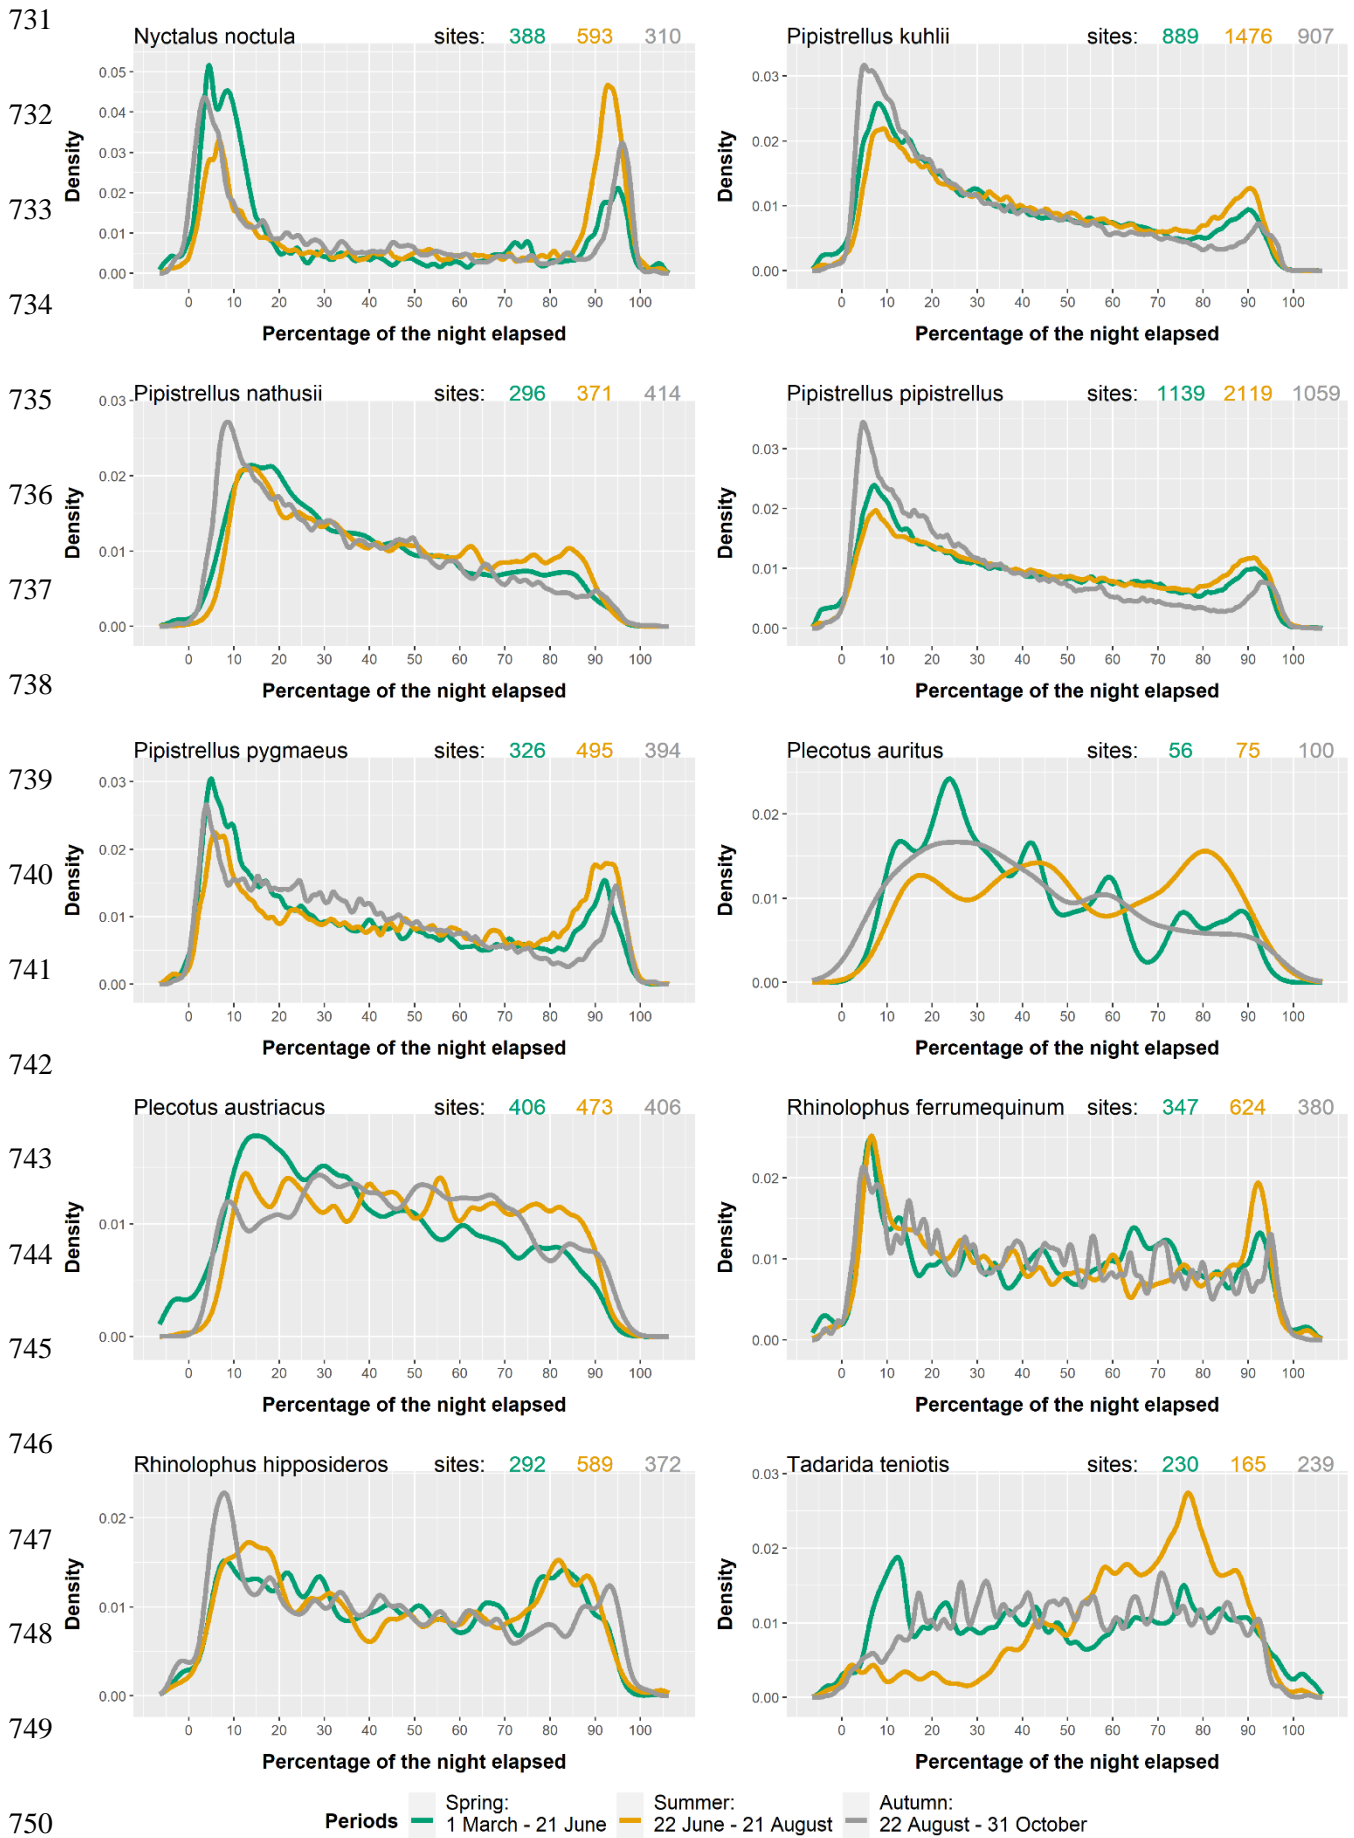 731
Nyctalus noctula sites: 388 593 310
0.05
0.04
0.03
0.02
0.01
0.00
Density
0 10 20 30 40 50 60 70 80 90 100
Percentage of the night elapsed
Pipistrellus kuhlii sites: 889 1476 907
0.03
0.02
0.01
0.00
Density
0 10 20 30 40 50 60 70 80 90 100
Percentage of the night elapsed
732
733
734
735
Pipistrellus nathusii sites: 296 371 414
0.03
0.02
0.01
0.00
Density
0 10 20 30 40 50 60 70 80 90 100
Percentage of the night elapsed
Pipistrellus pipistrellus sites: 1139 2119 1059
0.03
0.02
0.01
0.00
Density
0 10 20 30 40 50 60 70 80 90 100
Percentage of the night elapsed
736
737
738
Pipistrellus pygmaeus sites: 326 495 394
0.03
0.02
0.01
0.00
Density
0 10 20 30 40 50 60 70 80 90 100
Percentage of the night elapsed
Plecotus auritus sites: 56 75 100
0.02
0.01
0.00
Density
0 10 20 30 40 50 60 70 80 90 100
Percentage of the night elapsed
739
740
741
742
Plecotus austriacus sites: 406 473 406
0.01
0.00
Density
0 10 20 30 40 50 60 70 80 90 100
Percentage of the night elapsed
Rhinolophus ferrumequinum sites: 347 624 380
0.02
0.01
0.00
Density
0 10 20 30 40 50 60 70 80 90 100
Percentage of the night elapsed
743
744
745
746
Rhinolophus hipposideros sites: 292 589 372
0.02
0.01
0.00
Density
0 10 20 30 40 50 60 70 80 90 100
Percentage of the night elapsed
Tadarida teniotis sites: 230 165 239
0.03
0.02
0.01
0.00
Density
0 10 20 30 40 50 60 70 80 90 100
Percentage of the night elapsed
747
748
749
750
Periods
Spring:
1 March - 21 June
Summer:
22 June - 21 August
Autumn:
22 August - 31 October